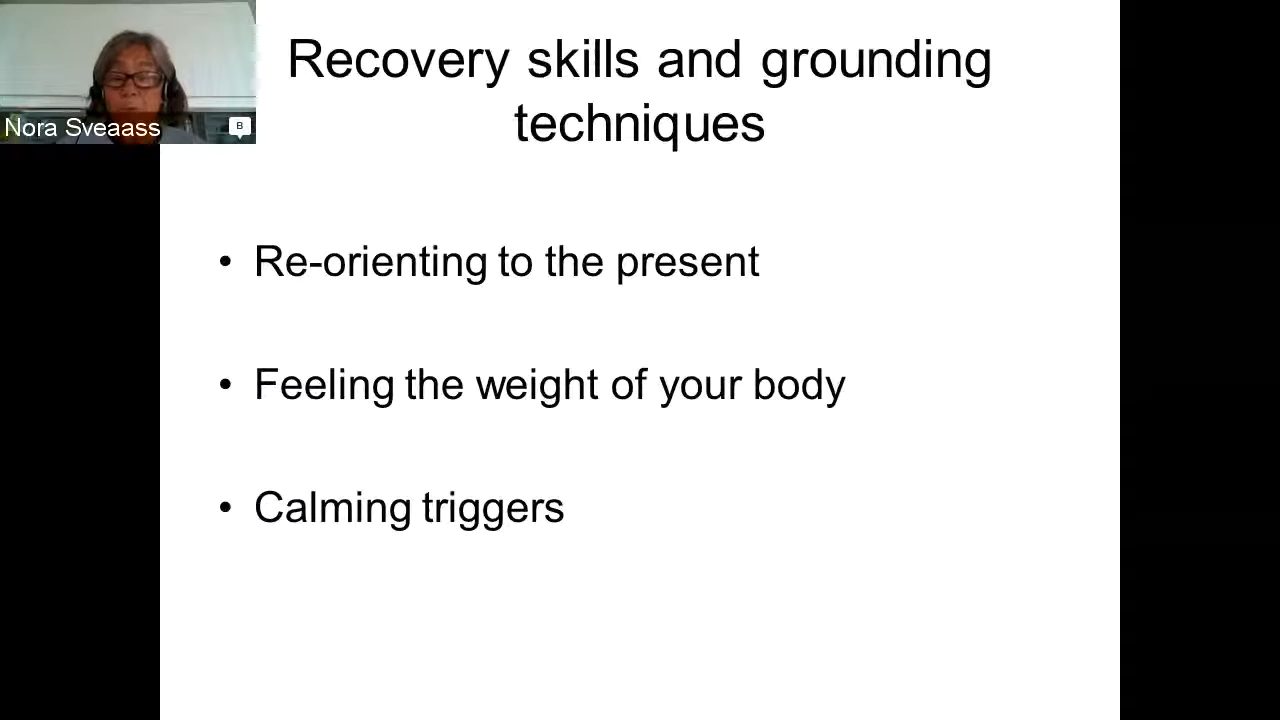 Recovery skills and grounding
techniques
Nora Sveaass
B
• Re-orienting to the present
• Feeling the weight of your body
• Calming triggers